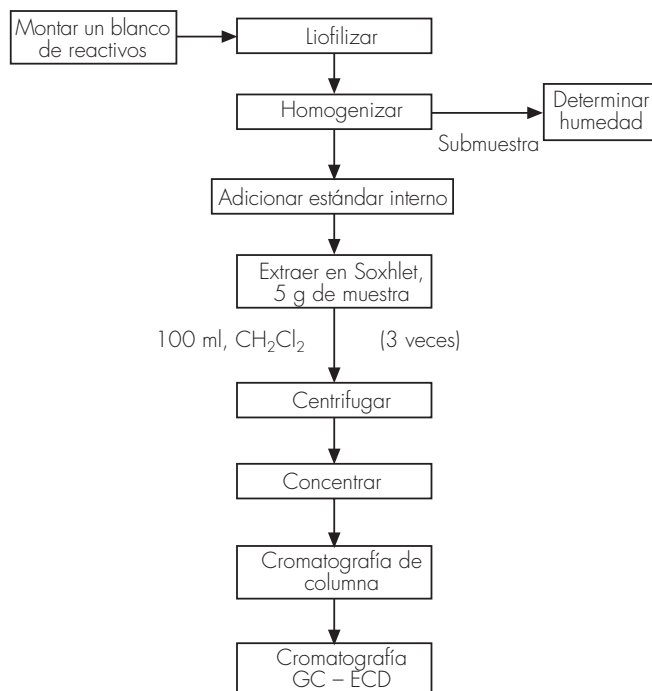 Montar un blanco
de reactivos
Liofilizar
Homogenizar
Determinar
humedad
Submuestra
Adicionar estándar interno
Extraer en Soxhlet,
5 g de muestra
100 ml, CH₂Cl₂ (3 veces)
Centrifugar
Concentrar
Cromatografía de
columna
Cromatografía
GC – ECD